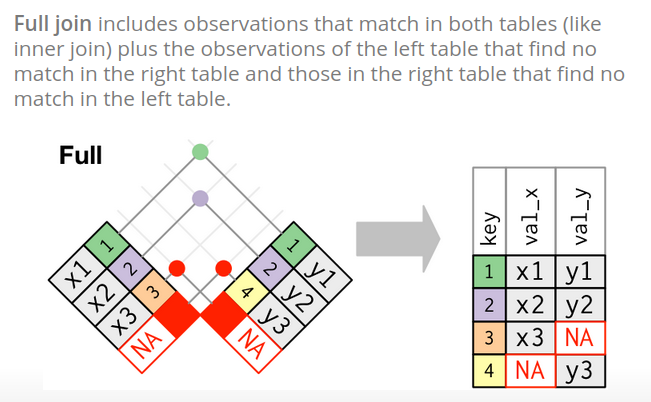 Full join includes observations that match in both tables (like
inner join) plus the observations of the left table that find no
match in the right table and those in the right table that find no
match in the left table.
Full
1 x1
2 x2
3 x3
NA
1 y1
2 y2
4 y3
NA
key val_x val_y
1 x1 y1
2 x2 y2
3 x3 NA
4 NA y3